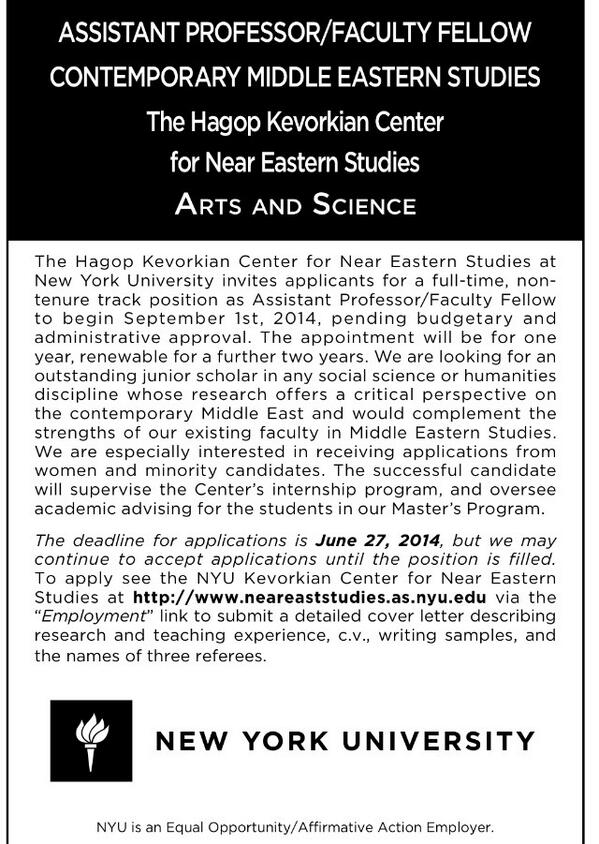 ASSISTANT PROFESSOR/FACULTY FELLOW
CONTEMPORARY MIDDLE EASTERN STUDIES
The Hagop Kevorkian Center
for Near Eastern Studies
ARTS AND SCIENCE
The Hagop Kevorkian Center for Near Eastern Studies at
New York University invites applicants for a full-time, non-
tenure track position as Assistant Professor/Faculty Fellow
to begin September 1st, 2014, pending budgetary and
administrative approval. The appointment will be for one
year, renewable for a further two years. We are looking for an
outstanding junior scholar in any social science or humanities
discipline whose research offers a critical perspective on
the contemporary Middle East and would complement the
strengths of our existing faculty in Middle Eastern Studies.
We are especially interested in receiving applications from
women and minority candidates. The successful candidate
will supervise the Center's internship program, and oversee
academic advising for the students in our Master's Program.
The deadline for applications is June 27, 2014, but we may
continue to accept applications until the position is filled.
To apply see the NYU Kevorkian Center for Near Eastern
Studies at http://www.neareaststudies.as.nyu.edu via the
“Employment” link to submit a detailed cover letter describing
research and teaching experience, c.v., writing samples, and
the names of three referees.
NEW YORK UNIVERSITY
NYU is an Equal Opportunity/Affirmative Action Employer.